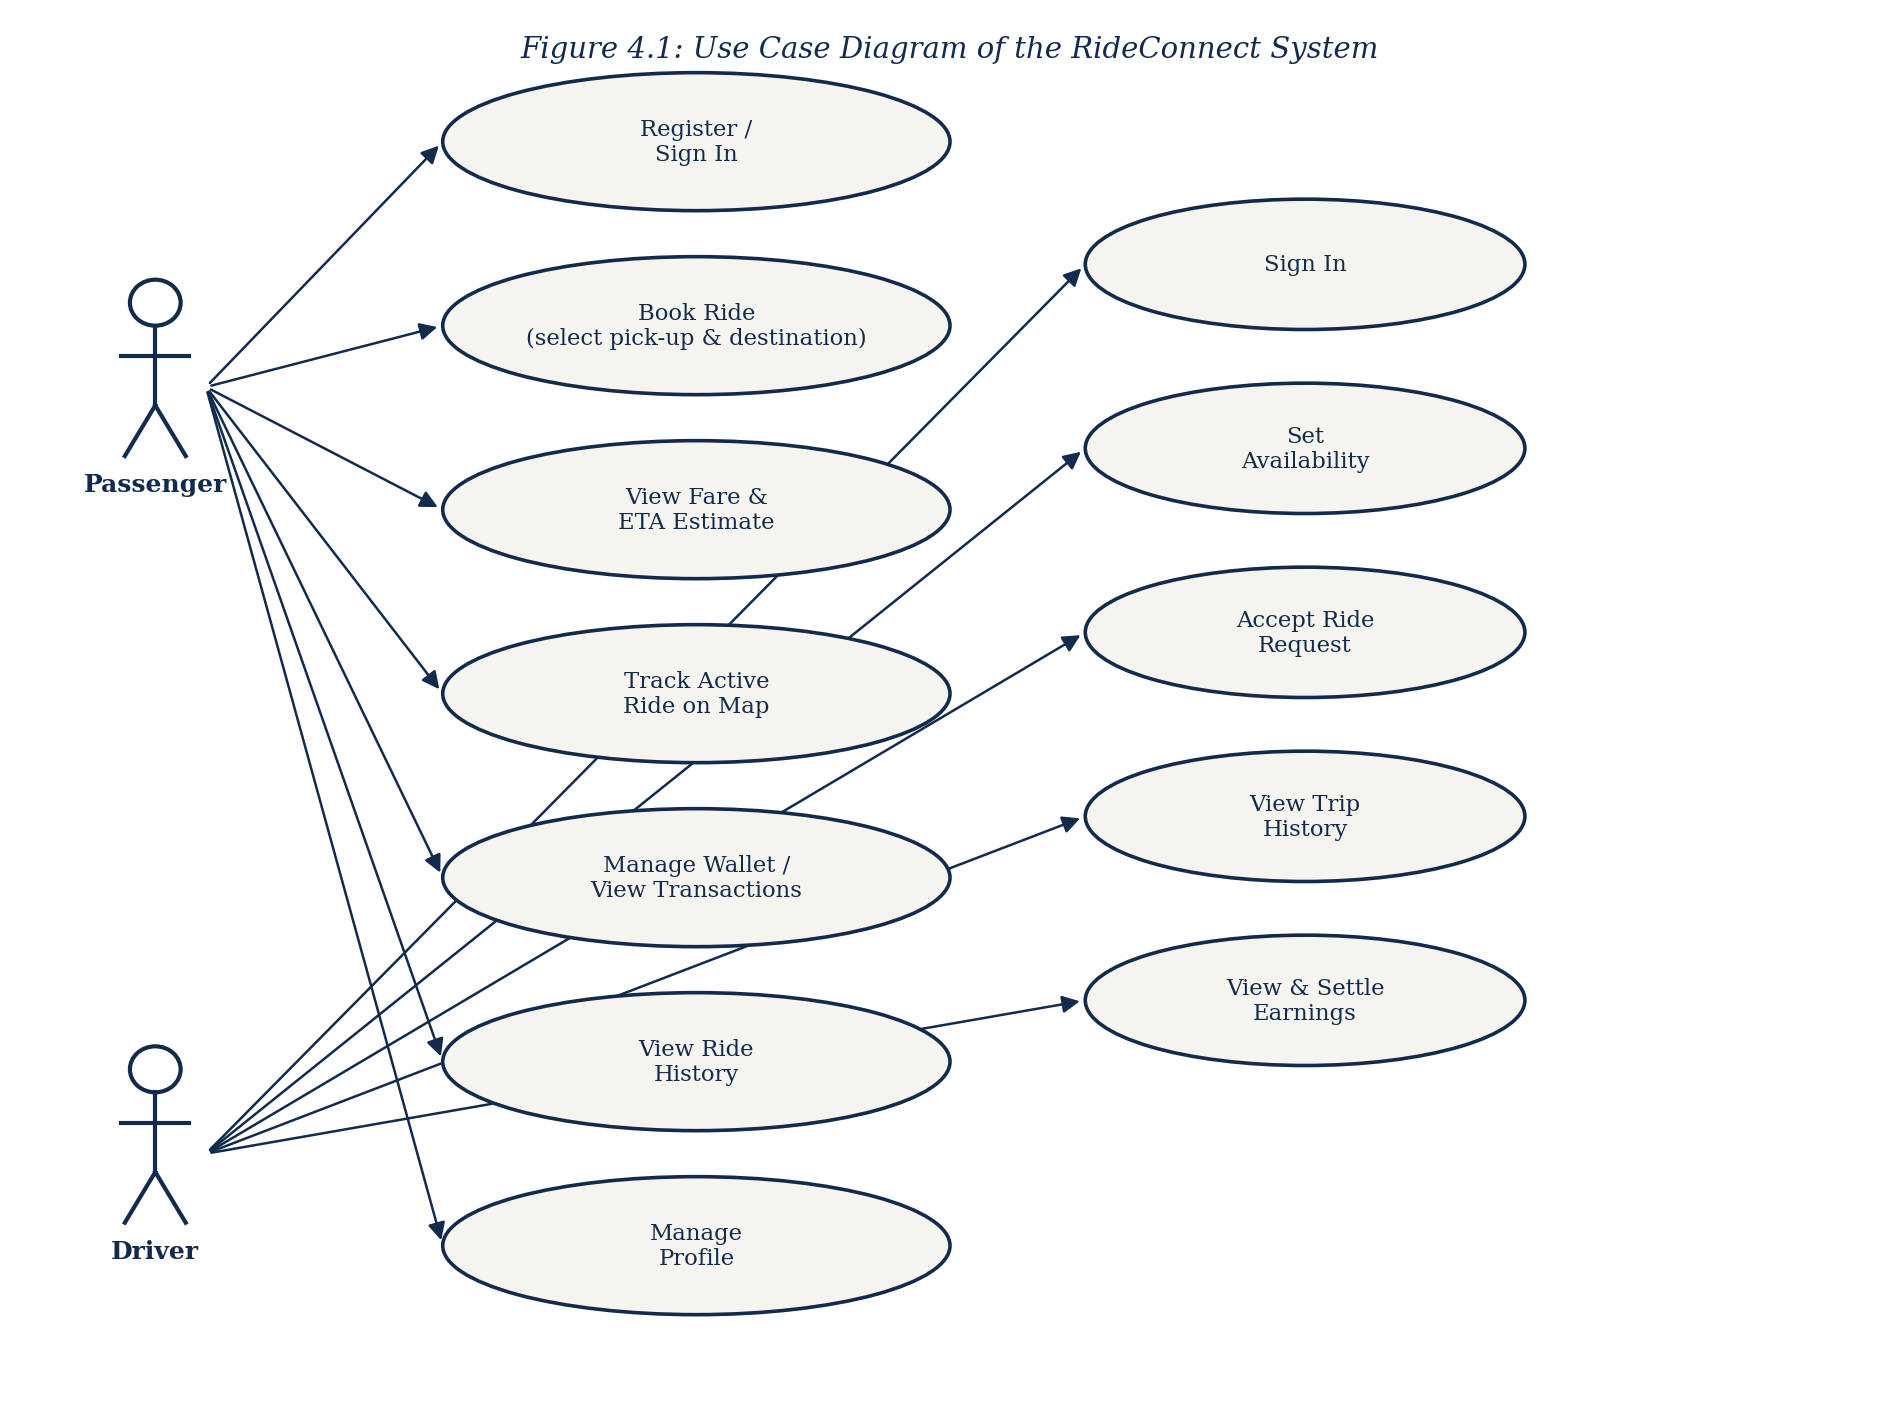 Figure 4.1: Use Case Diagram of the RideConnect System
Register /
Sign In
Sign In
Book Ride
(select pick-up & destination)
Set
Availability
Passenger
View Fare &
ETA Estimate
Accept Ride
Request
Track Active
Ride on Map
View Trip
History
Manage Wallet /
View Transactions
View & Settle
Earnings
View Ride
History
Driver
Manage
Profile